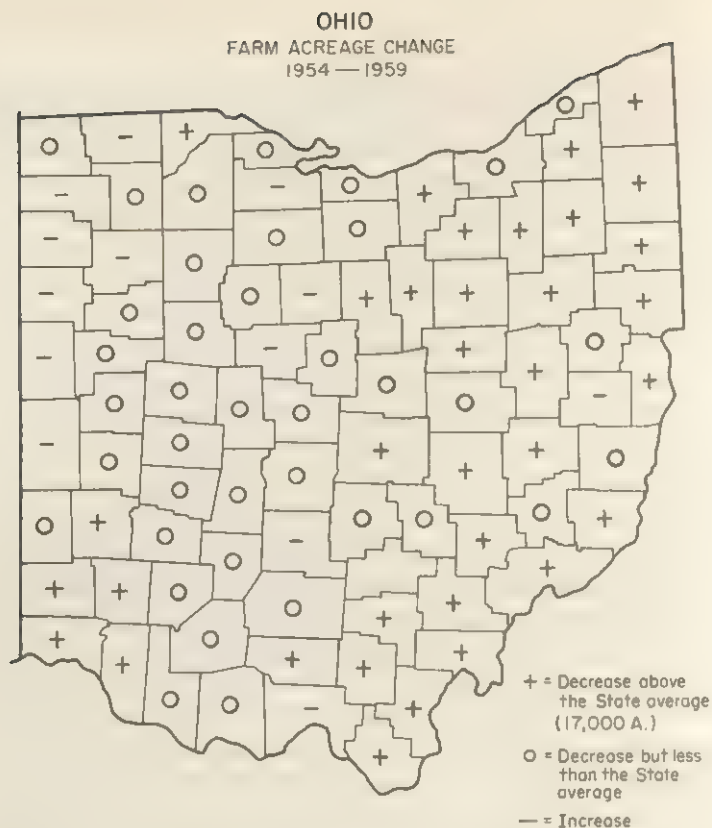 OHIO
FARM ACREAGE CHANGE
1954 — 1959
+ = Decrease above
the State average
(17,000 A.)
O = Decrease but less
than the State
average
— = Increase